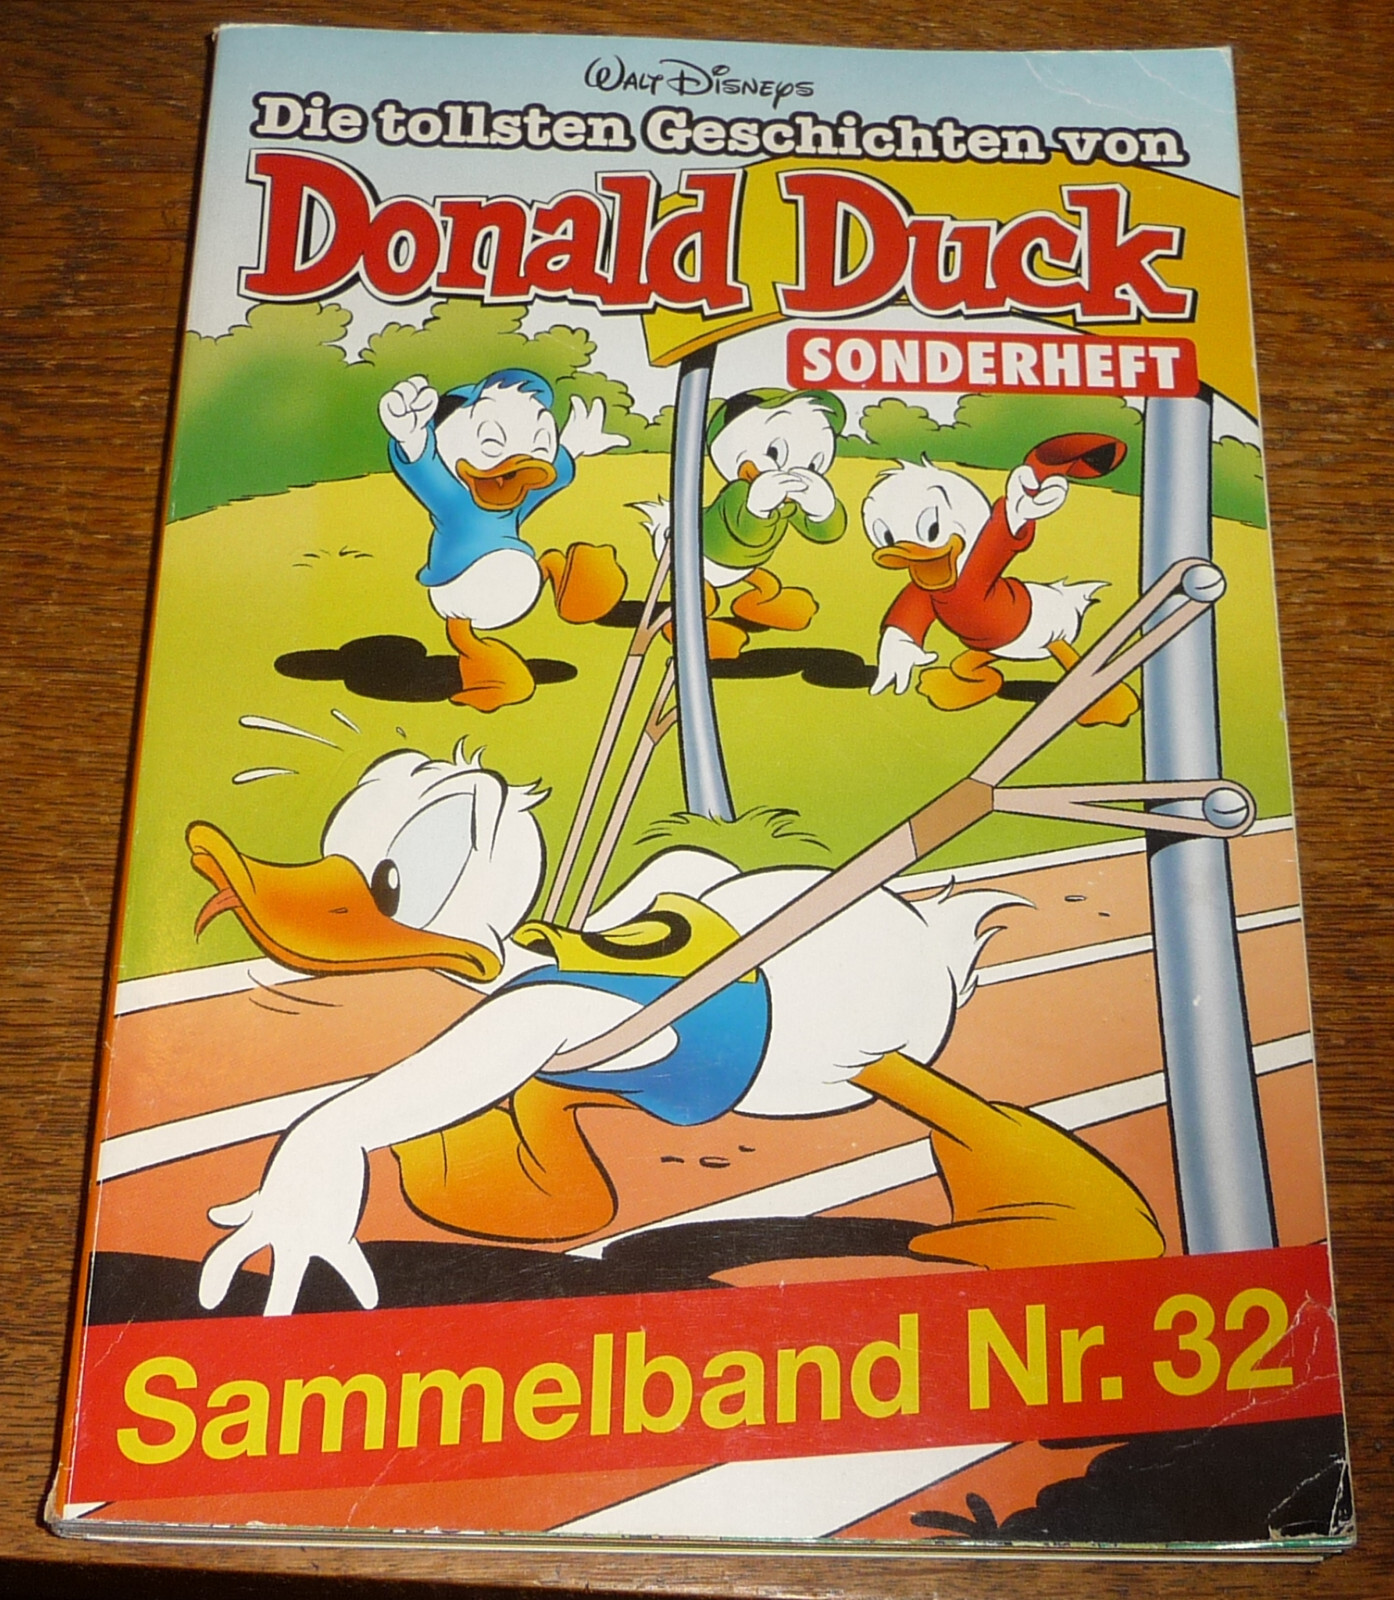 Walt Disneys
Die tollsten Geschichten von
Donald Duck
SONDERHEFT
Sammelband Nr. 32